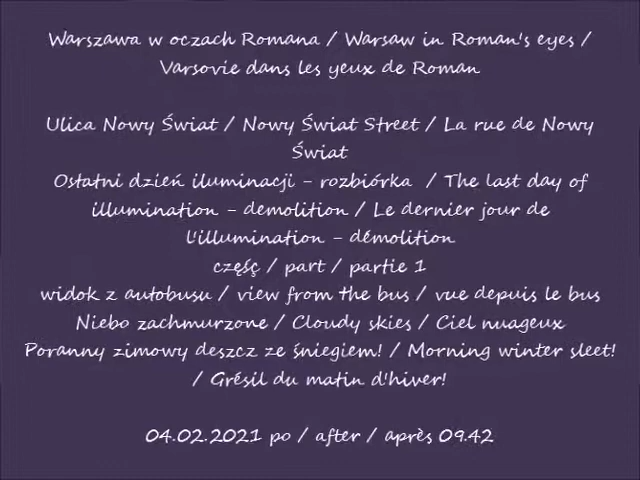 Warszawa w oczach Romana / Warsaw in Roman's eyes /
Varsovie dans les yeux de Roman
Ulica Nowy Świat / Nowy Świat Street / La rue de Nowy
Świat
Ostatni dzień iluminacji - rozbiórka / The last day of
illumination - demolition / Le dernier jour de
l'illumination - démolition
częśç / part / partie 1
widok z autobusu / view from the bus / vue depuis le bus
Niebo zachmurzone / Cloudy skies / Ciel nuageux
Poranny zimowy deszcz ze śniegiem! / Morning winter sleet!
/ Grésil du matin d'hiver!
04.02.2021 po / after / après 09.42